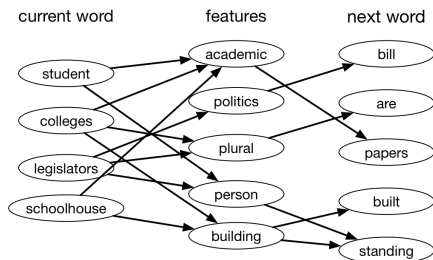 current word features next word
student
colleges
legislators
schoolhouse
academic
politics
plural
person
building
bill
are
papers
built
standing